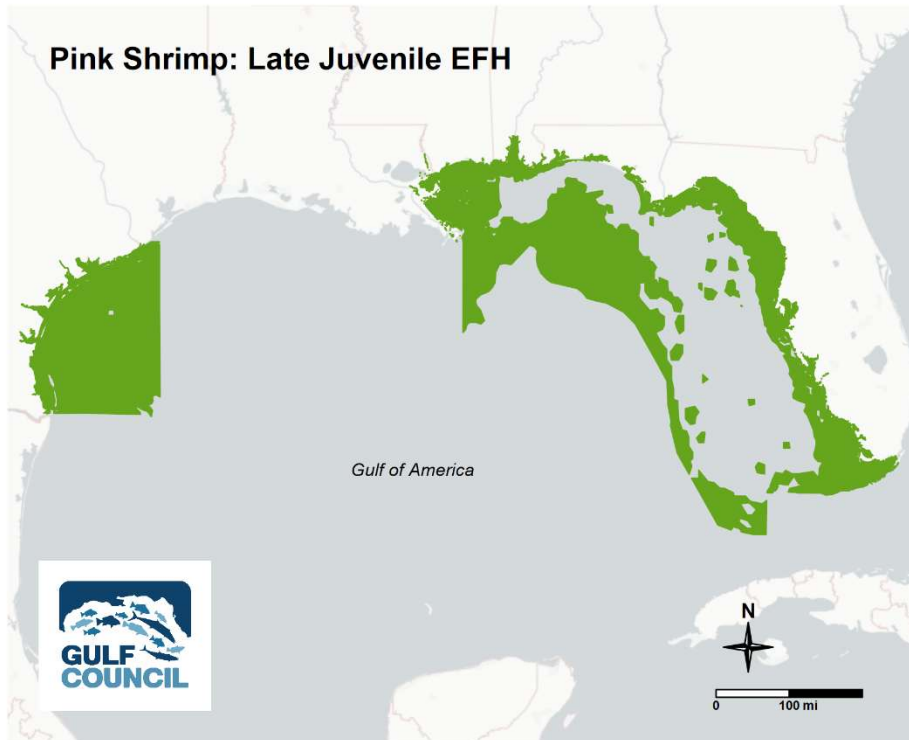 Pink Shrimp: Late Juvenile EFH
Gulf of America
GULF
COUNCIL
N
0 100 mi